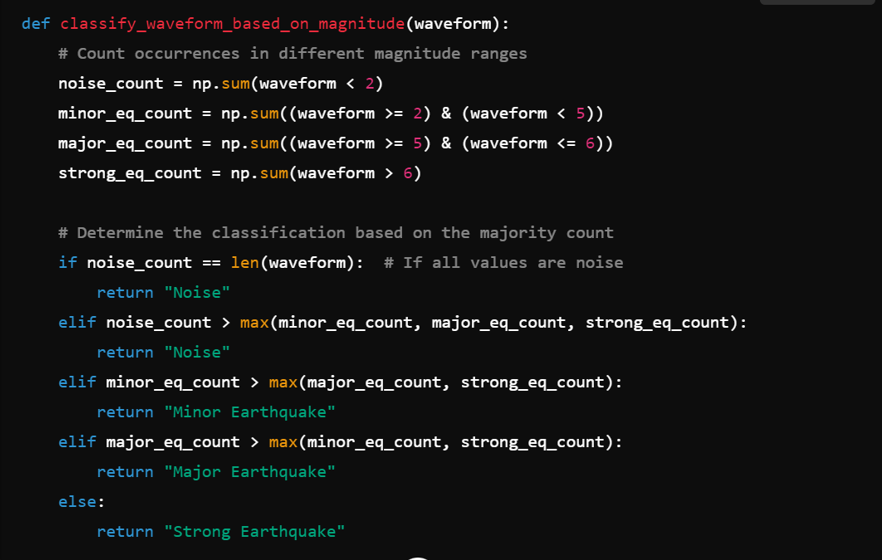 def classify_waveform_based_on_magnitude(waveform):
    # Count occurrences in different magnitude ranges
    noise_count = np.sum(waveform < 2)
    minor_eq_count = np.sum((waveform >= 2) & (waveform < 5))
    major_eq_count = np.sum((waveform >= 5) & (waveform <= 6))
    strong_eq_count = np.sum(waveform > 6)

    # Determine the classification based on the majority count
    if noise_count == len(waveform):  # If all values are noise
        return "Noise"
    elif noise_count > max(minor_eq_count, major_eq_count, strong_eq_count):
        return "Noise"
    elif minor_eq_count > max(major_eq_count, strong_eq_count):
        return "Minor Earthquake"
    elif major_eq_count > max(minor_eq_count, strong_eq_count):
        return "Major Earthquake"
    else:
        return "Strong Earthquake"